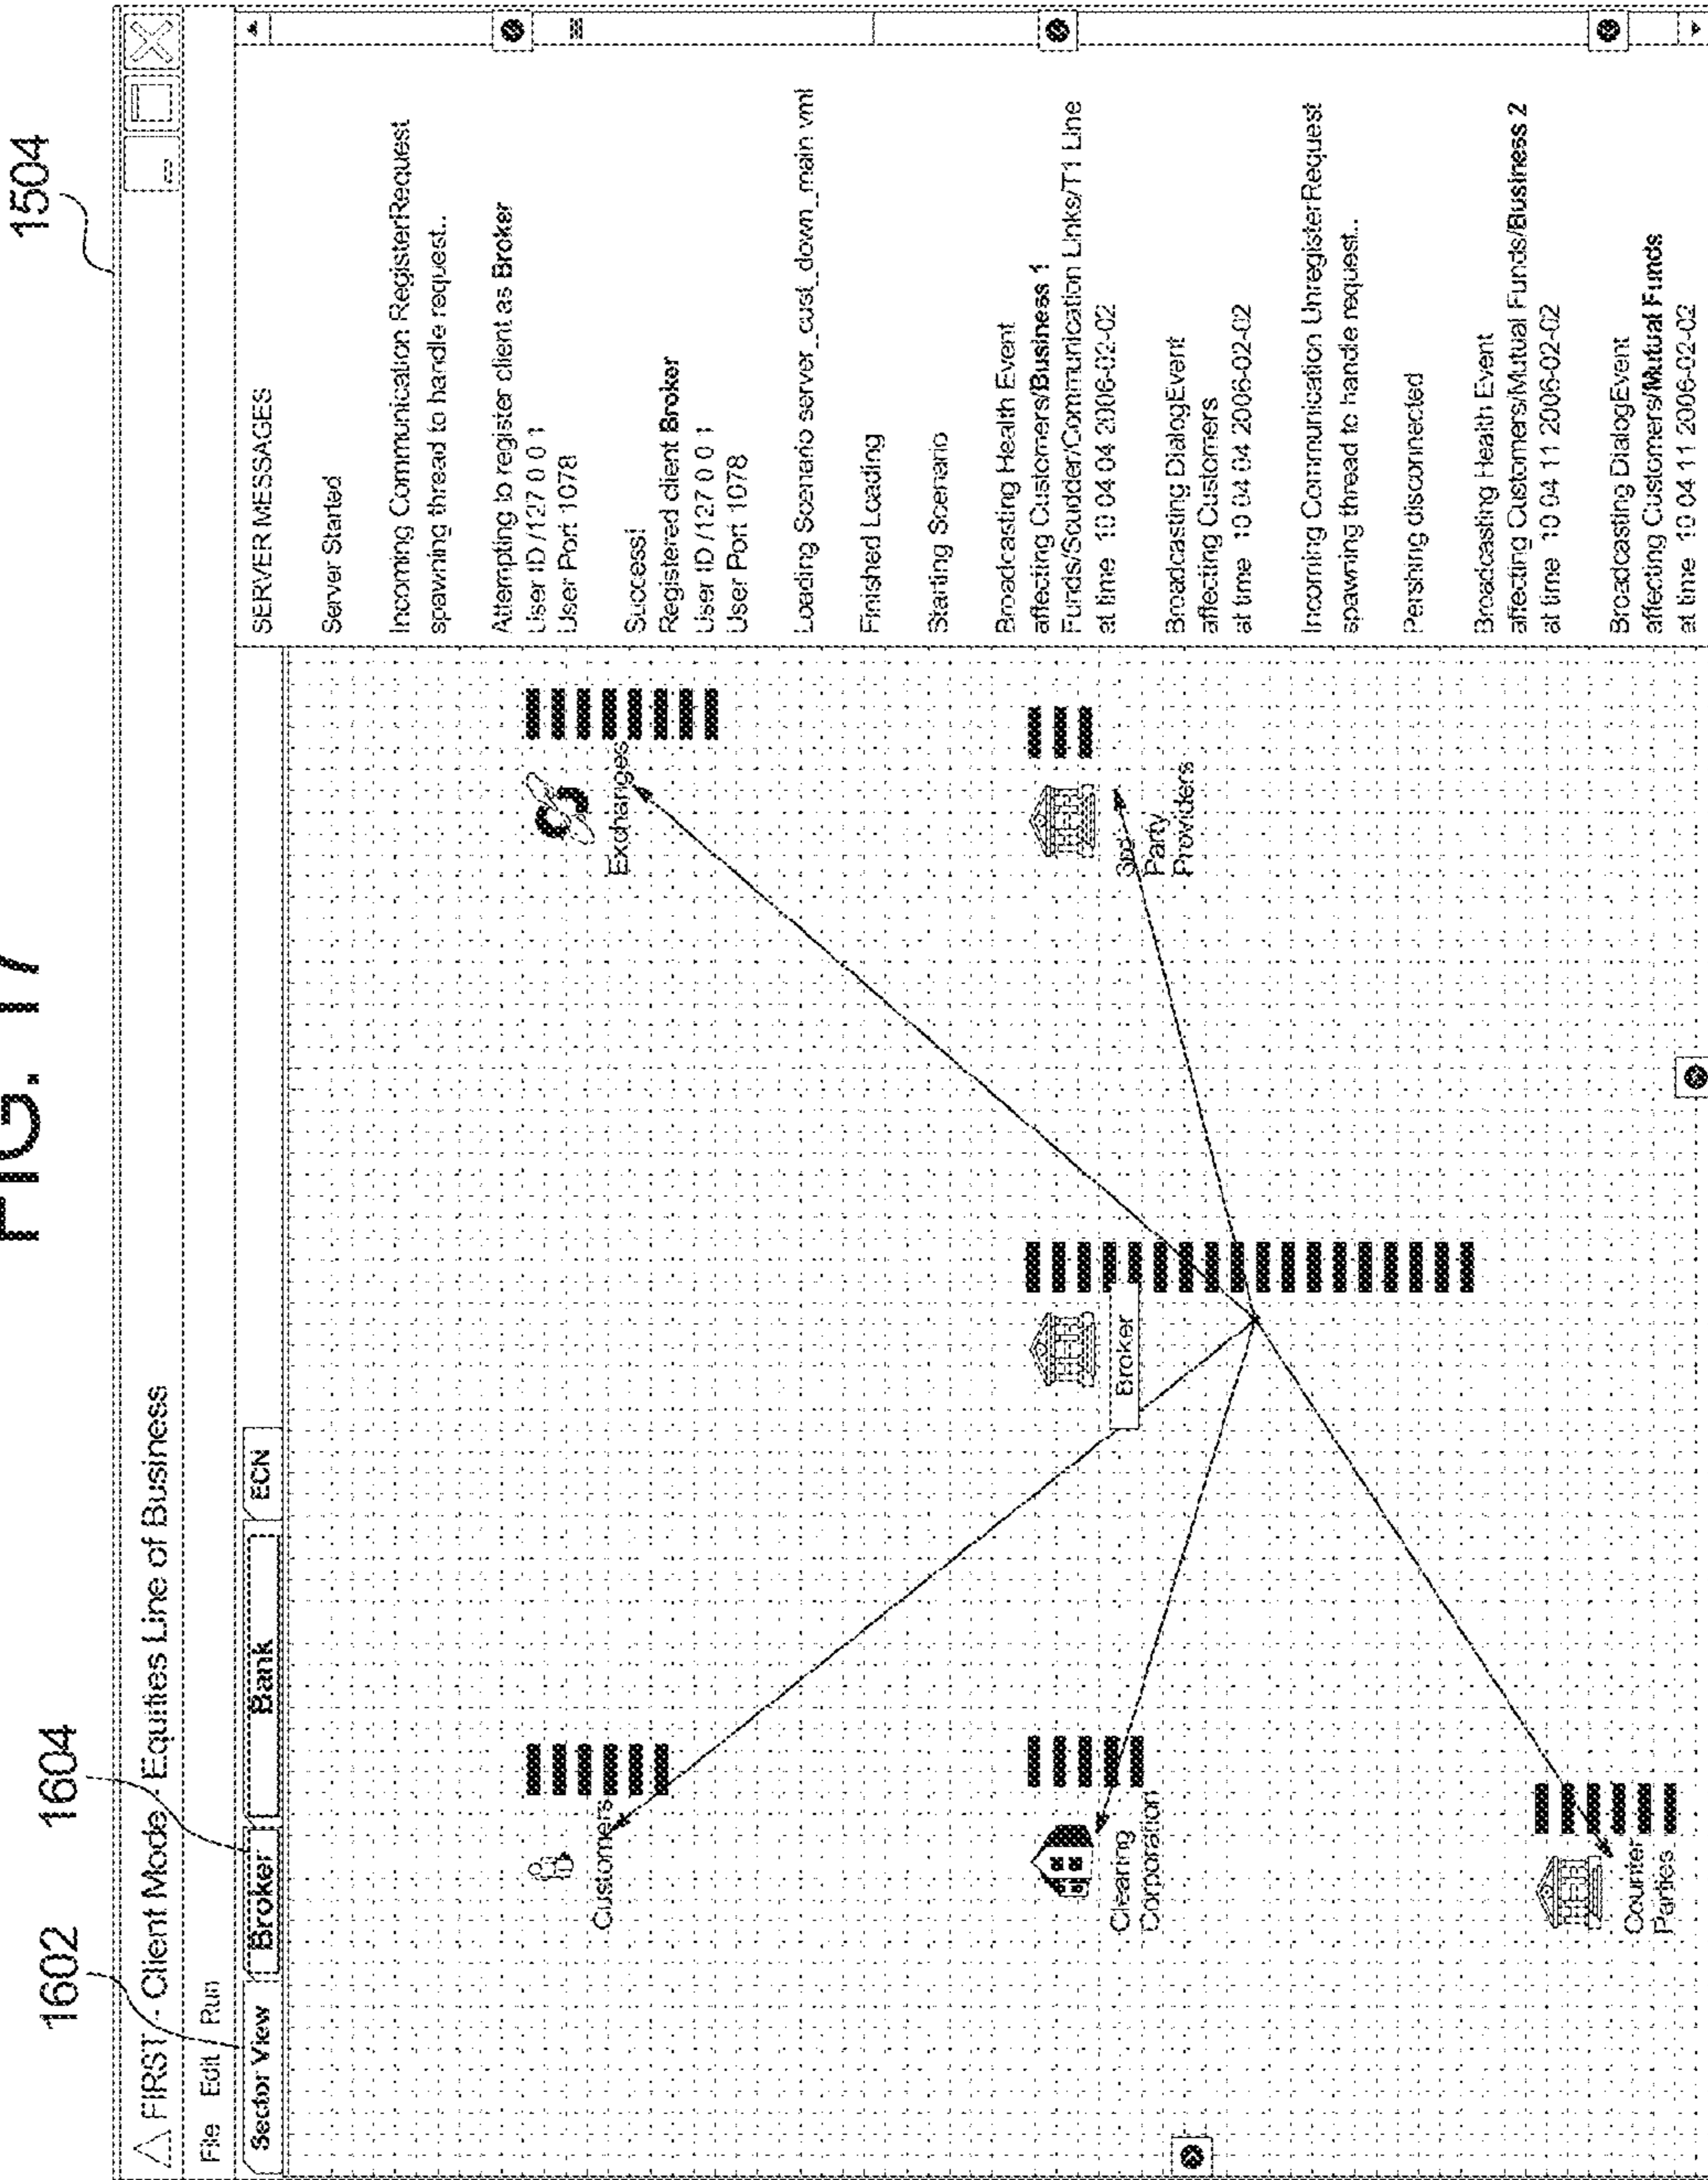 FIG. 17
1504
1602
1604
FIRST - Client Mode Equities Line of Business
File Edit Run
Sector View
Broker
Bank
ECN
Customers
Exchanges
Broker
Clearing
Corporation
3rd
Party
Providers
Counter
Parties
SERVER MESSAGES
Server Started
Incoming Communication RegisterRequest
spawning thread to handle request..
Attempting to register client as Broker
User ID /127 0 0 1
User Port 1078
Success!
Registered client Broker
User ID /127 0 0 1
User Port 1078
Loading Scenario server_cust_down_main vml
Finished Loading
Starting Scenario
Broadcasting Health Event
affecting Customers/Business 1
Funds/Scudder/Communication Links/T1 Line
at time 10 04 04 2006-02-02
Broadcasting DialogEvent
affecting Customers
at time 10 04 04 2006-02-02
Incoming Communication UnregisterRequest
spawning thread to handle request..
Pershing disconnected
Broadcasting Health Event
affecting Customers/Mutual Funds/Business 2
at time 10 04 11 2006-02-02
Broadcasting DialogEvent
affecting Customers/Mutual Funds
at time 10 04 11 2006-02-02